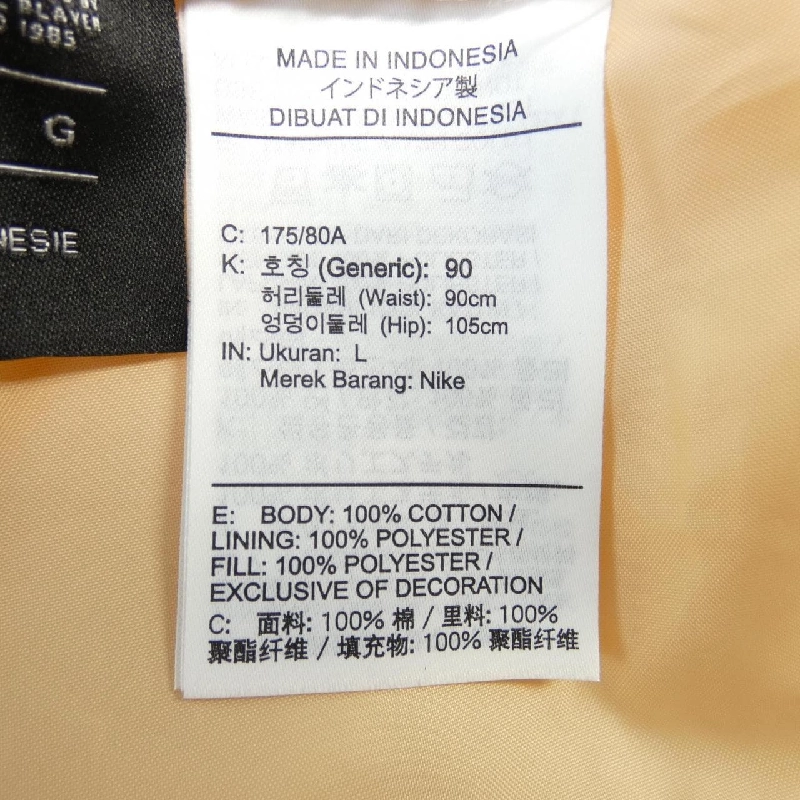 PLAYER
1985
G
NESIE
MADE IN INDONESIA
インドネシア製
DIBUAT DI INDONESIA
C: 175/80A
K: 호칭 (Generic): 90
허리둘레 (Waist): 90cm
엉덩이둘레 (Hip): 105cm
IN: Ukuran: L
Merek Barang: Nike
E: BODY: 100% COTTON /
LINING: 100% POLYESTER /
FILL: 100% POLYESTER /
EXCLUSIVE OF DECORATION
C: 面料: 100% 棉 / 里料: 100%
聚酯纤维 / 填充物: 100% 聚酯纤维